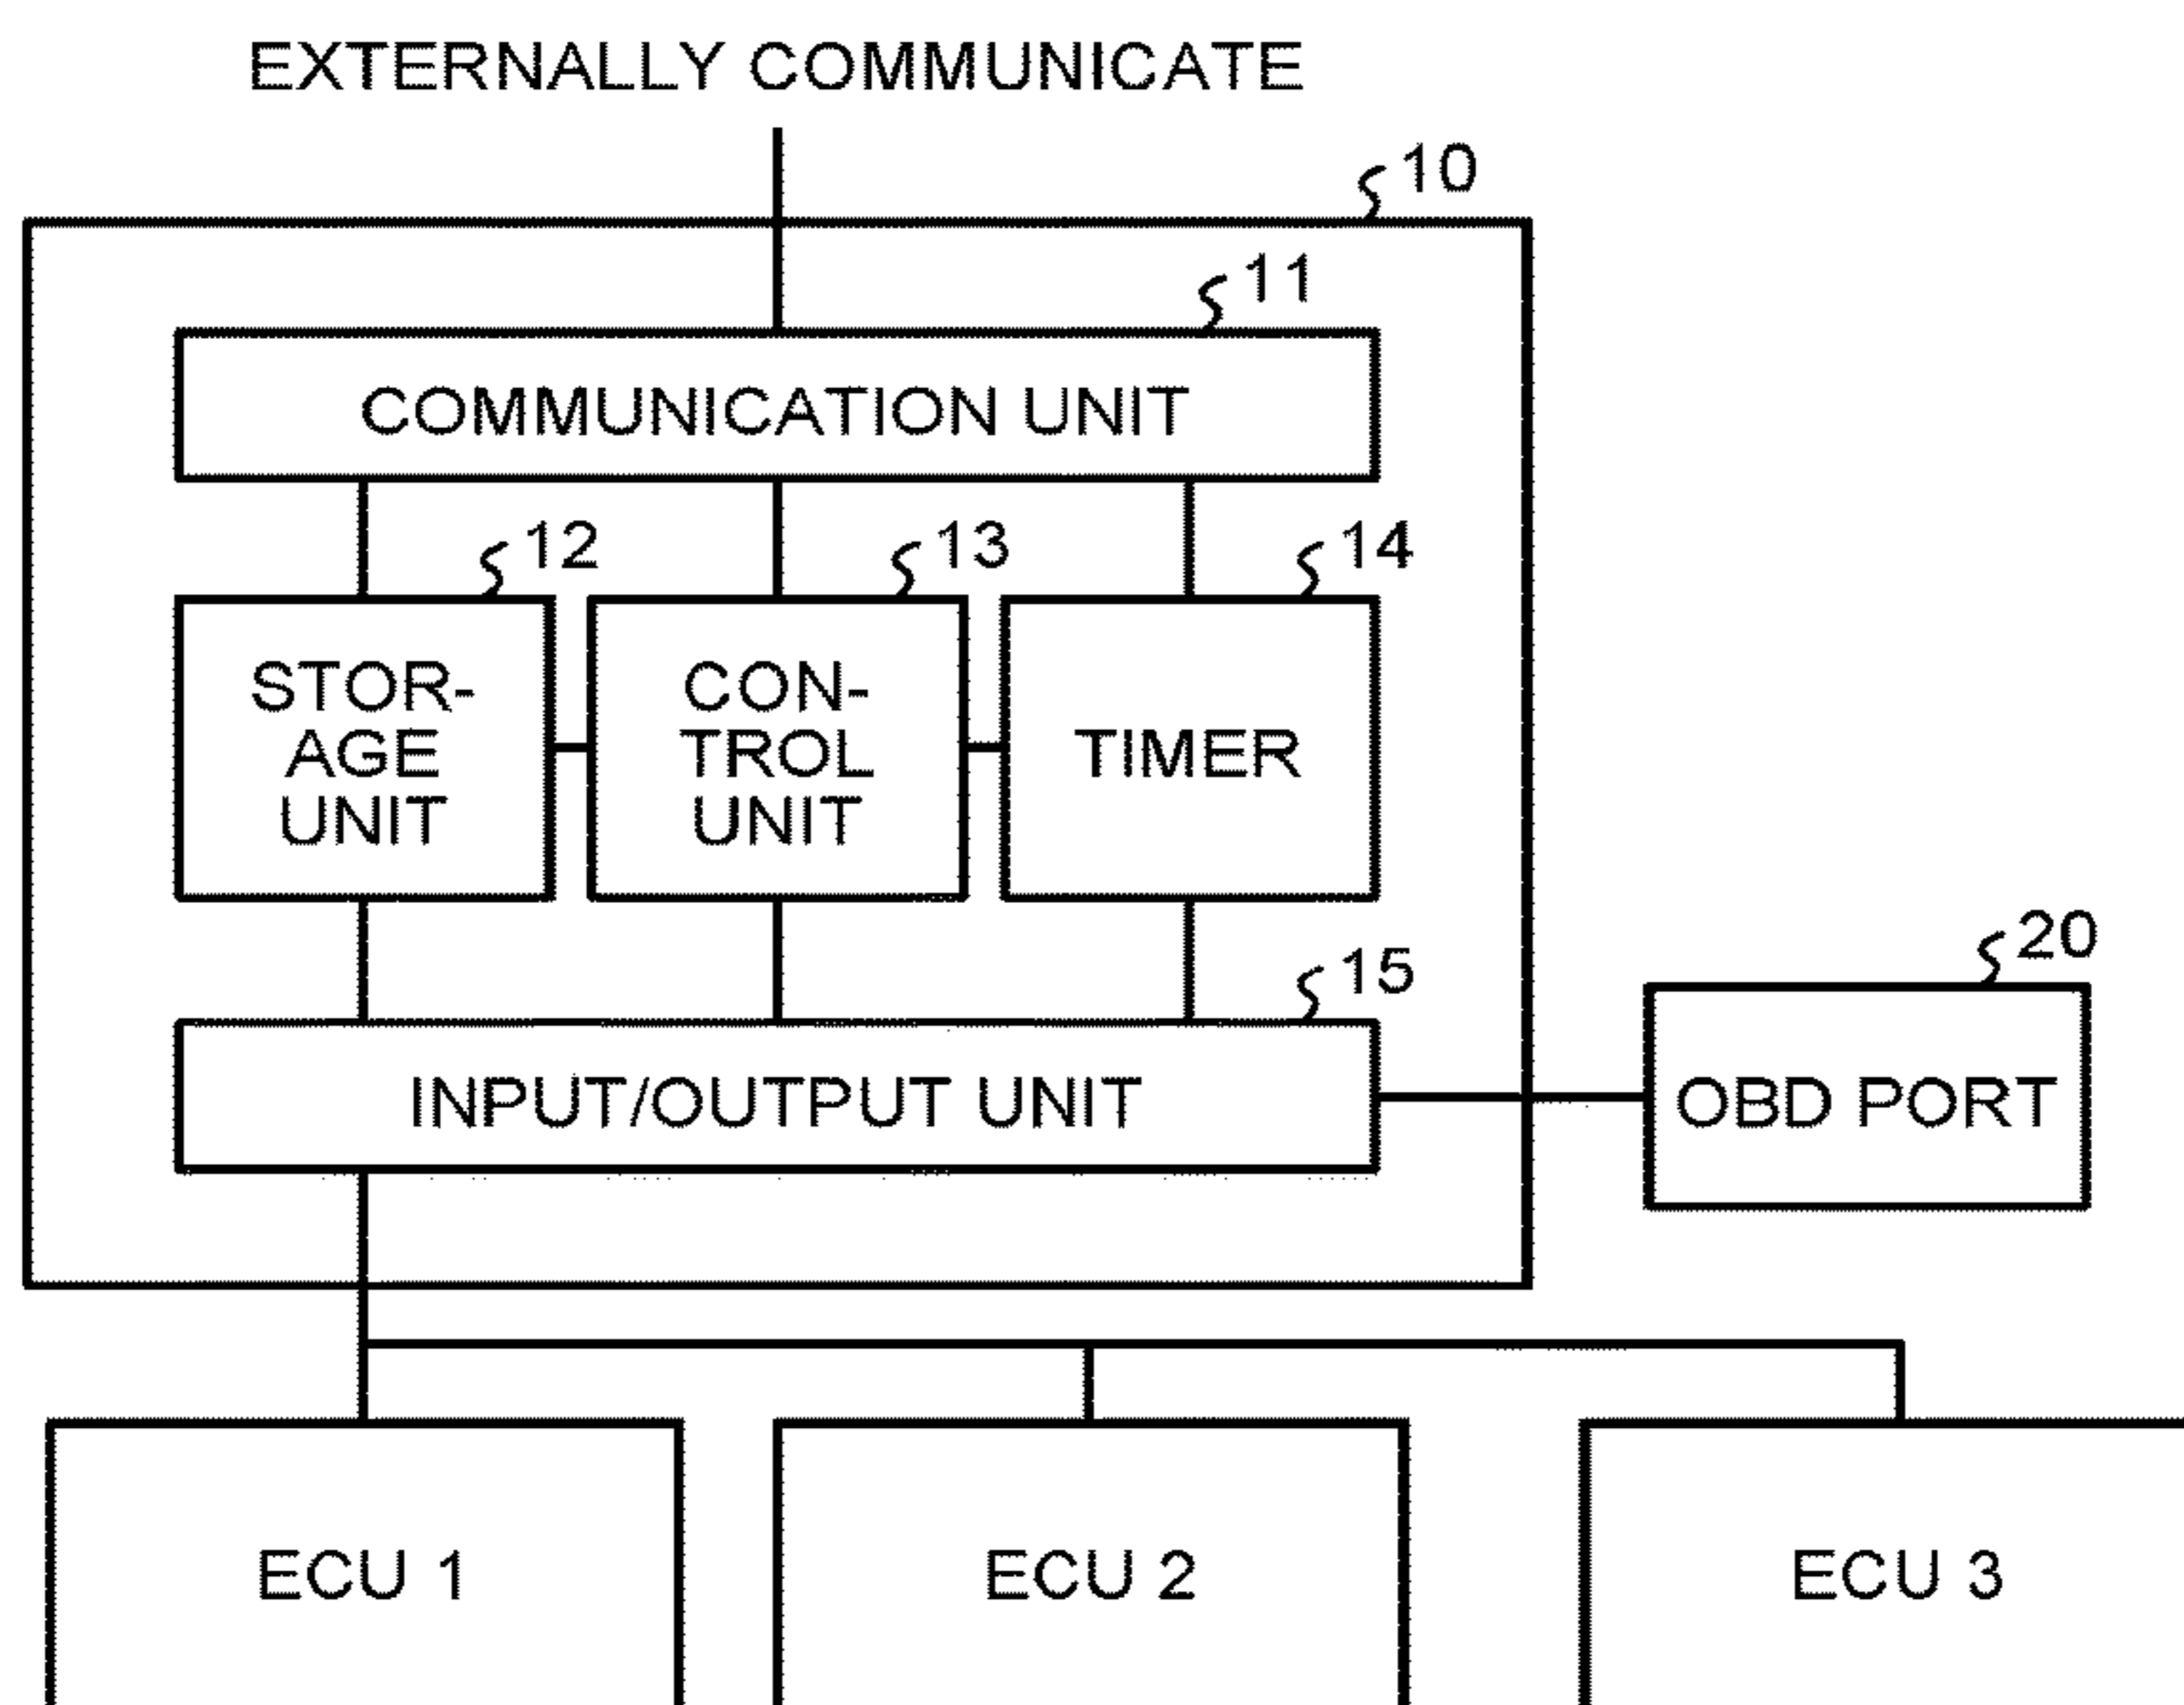 EXTERNALLY COMMUNICATE
10
11
COMMUNICATION UNIT
12
13
14
STOR-
AGE
UNIT
CON-
TROL
UNIT
TIMER
15
20
INPUT/OUTPUT UNIT
OBD PORT
ECU 1
ECU 2
ECU 3